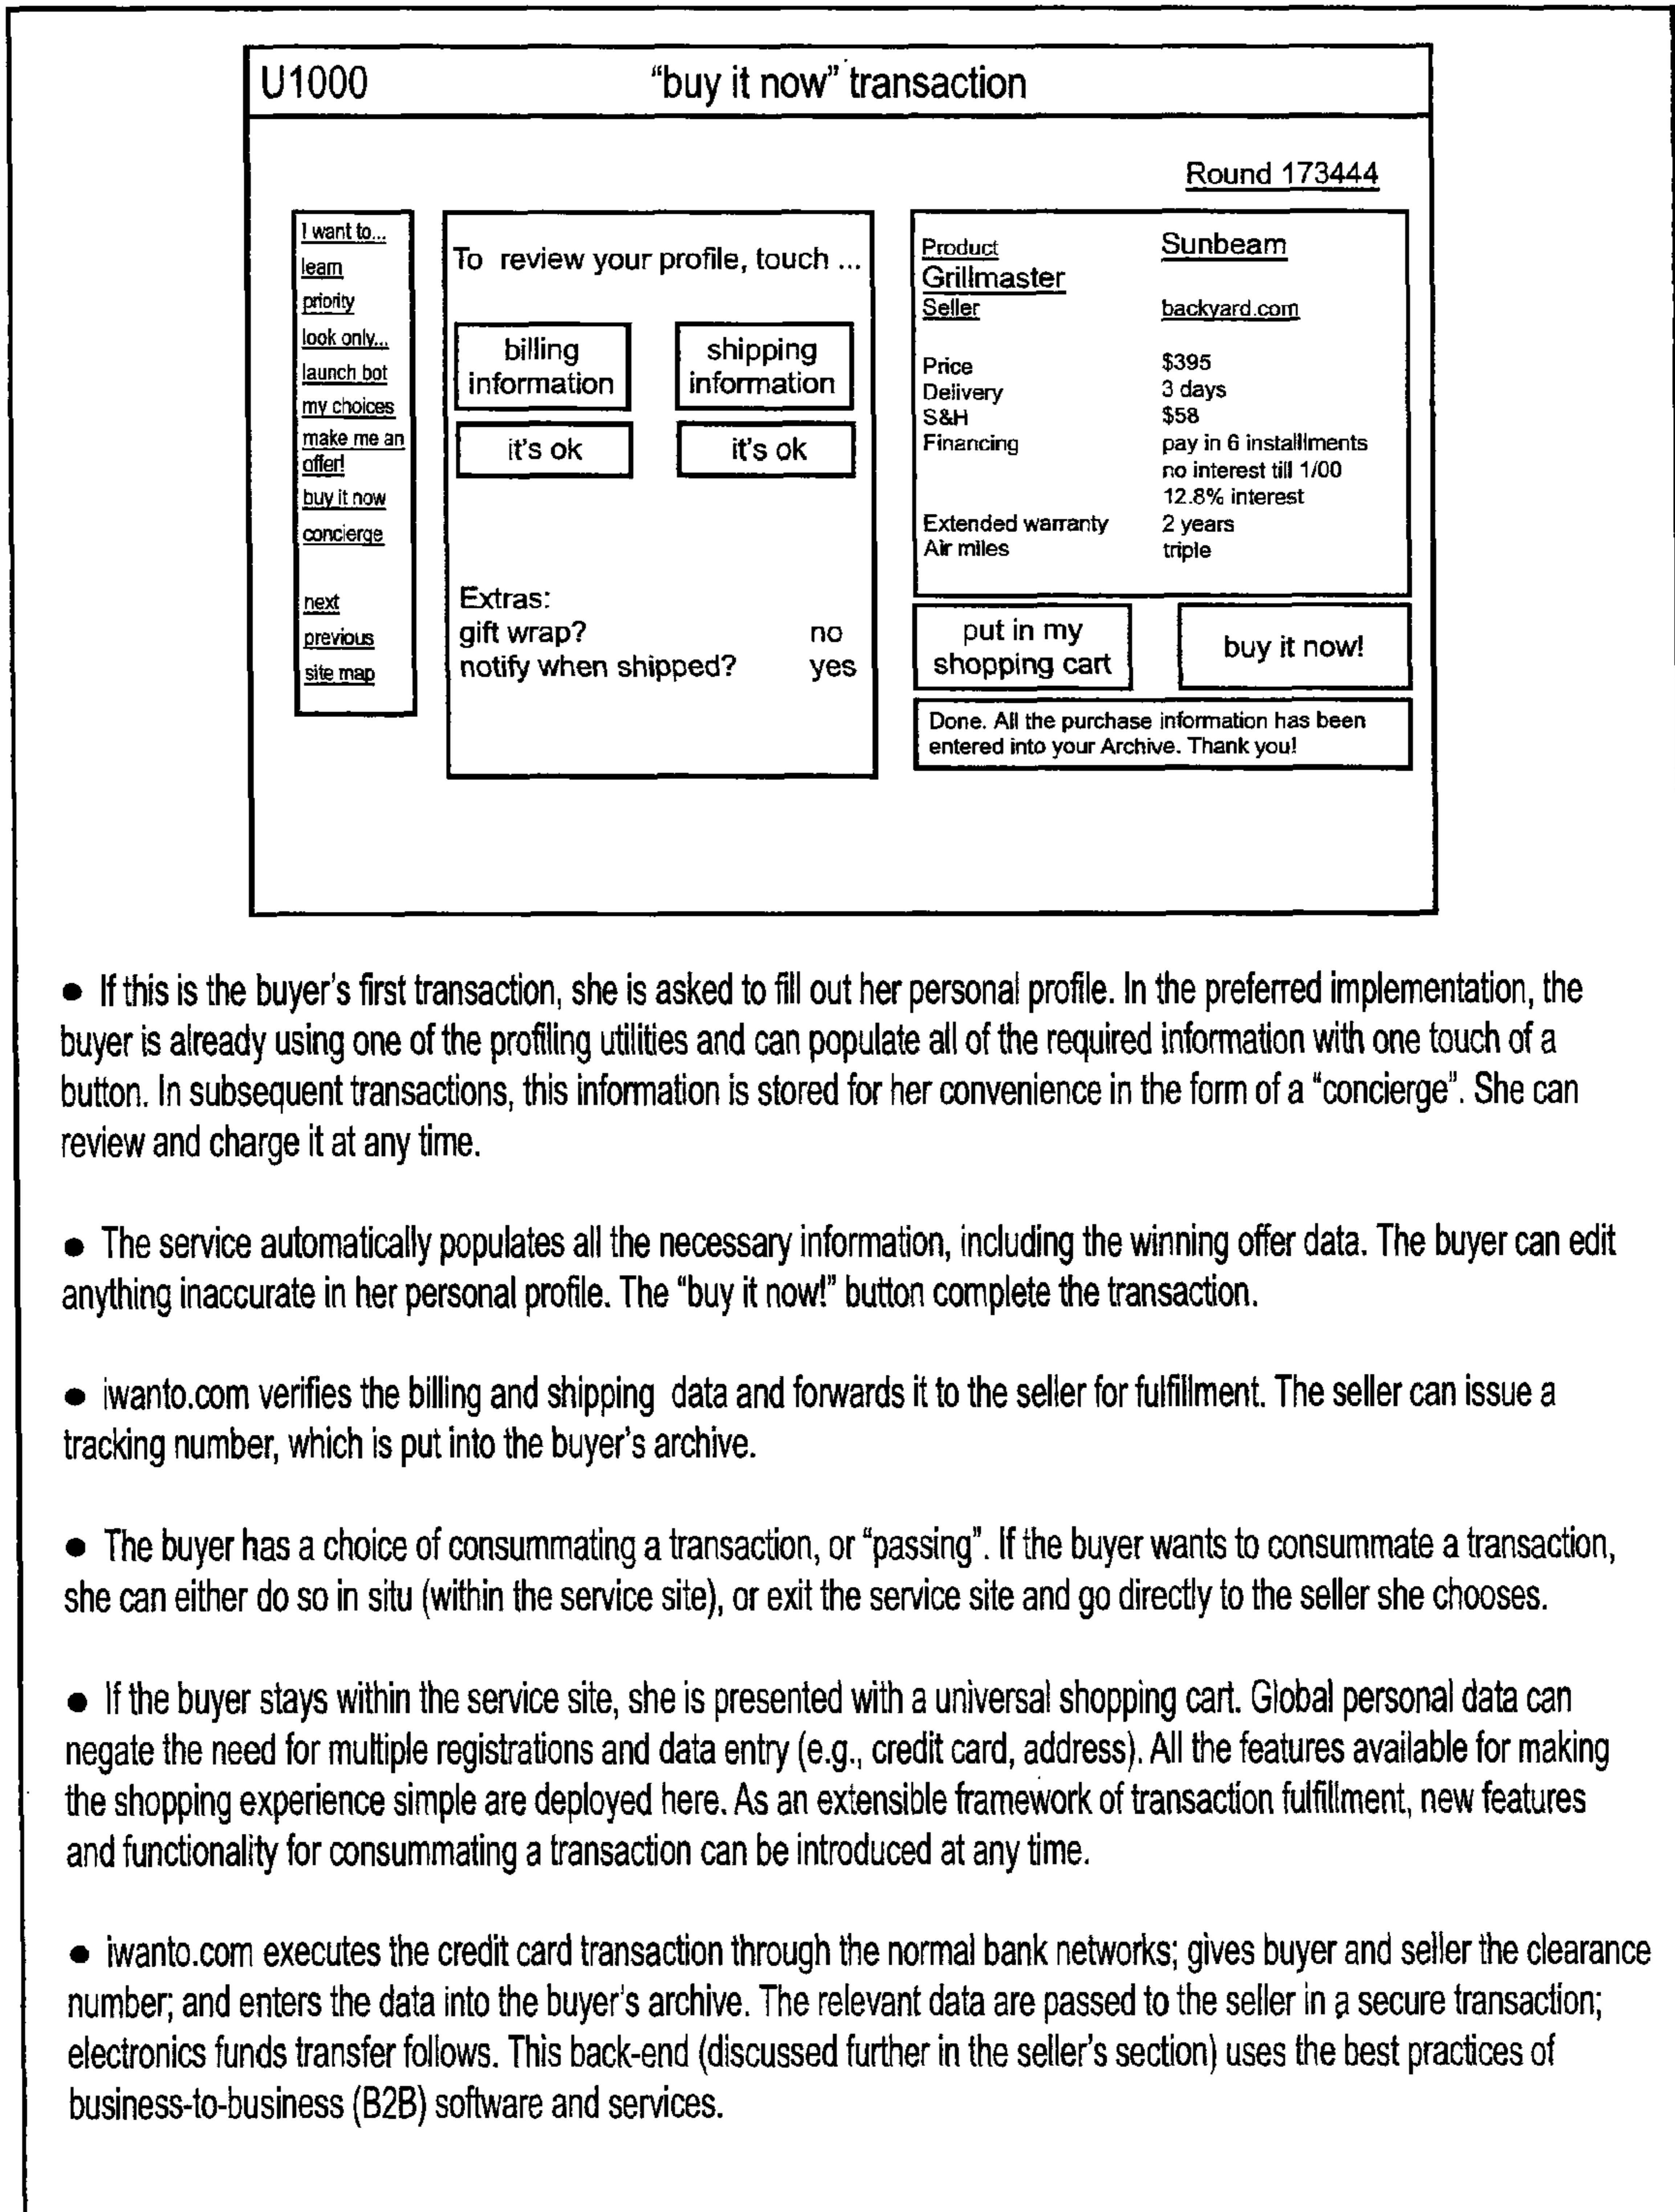 U1000 "buy it now" transaction
Round 173444
I want to...
learn
priority
look only...
launch bot
my choices
make me an
offer!
buy it now
concierge
next
previous
site map
To review your profile, touch ...
billing
information
shipping
information
it's ok
it's ok
Extras:
gift wrap? no
notify when shipped? yes
Product Sunbeam
Grillmaster
Seller backyard.com
Price $395
Delivery 3 days
S&H $58
Financing pay in 6 installlments
no interest till 1/00
12.8% interest
Extended warranty 2 years
Air miles triple
put in my
shopping cart
buy it now!
Done. All the purchase information has been
entered into your Archive. Thank you!
● If this is the buyer's first transaction, she is asked to fill out her personal profile. In the preferred implementation, the
buyer is already using one of the profiling utilities and can populate all of the required information with one touch of a
button. In subsequent transactions, this information is stored for her convenience in the form of a "concierge". She can
review and charge it at any time.
● The service automatically populates all the necessary information, including the winning offer data. The buyer can edit
anything inaccurate in her personal profile. The "buy it now!" button complete the transaction.
● iwanto.com verifies the billing and shipping data and forwards it to the seller for fulfillment. The seller can issue a
tracking number, which is put into the buyer's archive.
● The buyer has a choice of consummating a transaction, or "passing". If the buyer wants to consummate a transaction,
she can either do so in situ (within the service site), or exit the service site and go directly to the seller she chooses.
● If the buyer stays within the service site, she is presented with a universal shopping cart. Global personal data can
negate the need for multiple registrations and data entry (e.g., credit card, address). All the features available for making
the shopping experience simple are deployed here. As an extensible framework of transaction fulfillment, new features
and functionality for consummating a transaction can be introduced at any time.
● iwanto.com executes the credit card transaction through the normal bank networks; gives buyer and seller the clearance
number; and enters the data into the buyer's archive. The relevant data are passed to the seller in a secure transaction;
electronics funds transfer follows. This back-end (discussed further in the seller's section) uses the best practices of
business-to-business (B2B) software and services.